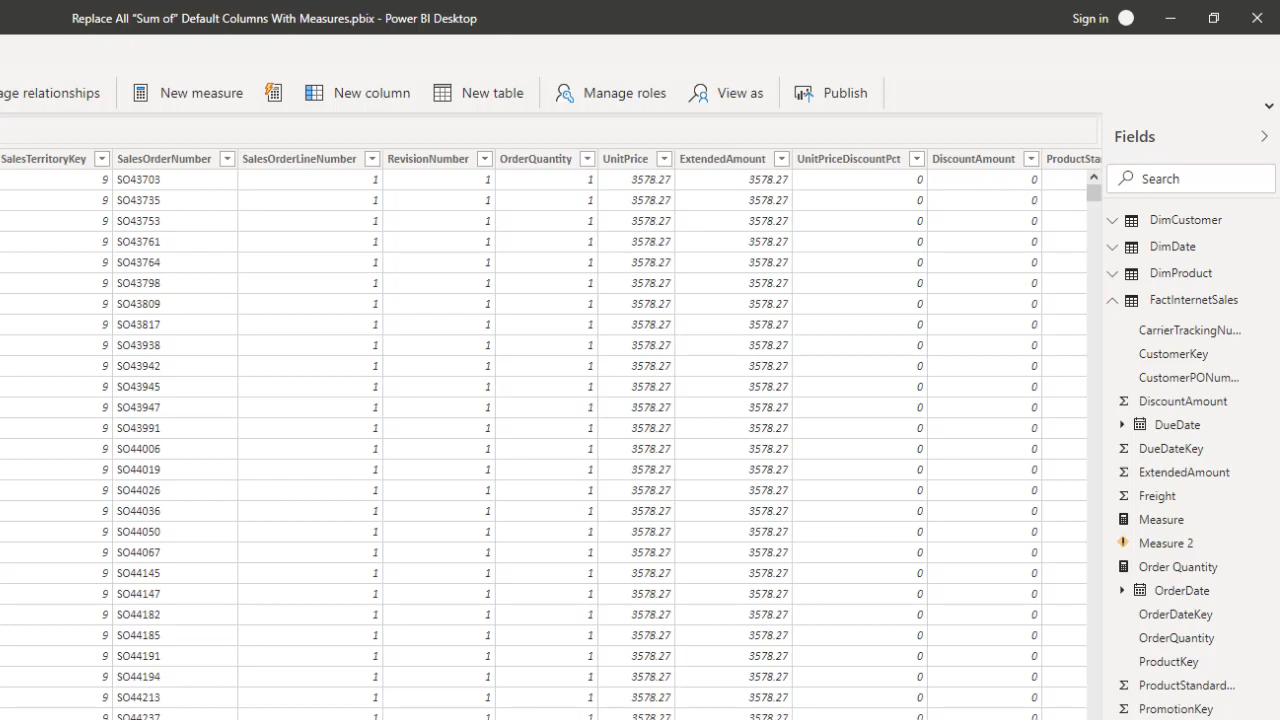 Replace All “Sum of” Default Columns With Measures.pbix - Power BI Desktop
Sign in
age relationships
New measure
New column
New table
Manage roles
View as
Publish
Fields
SalesTerritoryKey SalesOrderNumber SalesOrderLineNumber RevisionNumber OrderQuantity UnitPrice ExtendedAmount UnitPriceDiscountPct DiscountAmount ProductStan
Search
9 SO43703 1 1 1 3578.27 3578.27 0 0
9 SO43735 1 1 1 3578.27 3578.27 0 0
9 SO43753 1 1 1 3578.27 3578.27 0 0
9 SO43761 1 1 1 3578.27 3578.27 0 0
9 SO43764 1 1 1 3578.27 3578.27 0 0
9 SO43798 1 1 1 3578.27 3578.27 0 0
9 SO43809 1 1 1 3578.27 3578.27 0 0
9 SO43817 1 1 1 3578.27 3578.27 0 0
9 SO43938 1 1 1 3578.27 3578.27 0 0
9 SO43942 1 1 1 3578.27 3578.27 0 0
9 SO43945 1 1 1 3578.27 3578.27 0 0
9 SO43947 1 1 1 3578.27 3578.27 0 0
9 SO43991 1 1 1 3578.27 3578.27 0 0
9 SO44006 1 1 1 3578.27 3578.27 0 0
9 SO44019 1 1 1 3578.27 3578.27 0 0
9 SO44026 1 1 1 3578.27 3578.27 0 0
9 SO44036 1 1 1 3578.27 3578.27 0 0
9 SO44050 1 1 1 3578.27 3578.27 0 0
9 SO44067 1 1 1 3578.27 3578.27 0 0
9 SO44145 1 1 1 3578.27 3578.27 0 0
9 SO44147 1 1 1 3578.27 3578.27 0 0
9 SO44182 1 1 1 3578.27 3578.27 0 0
9 SO44185 1 1 1 3578.27 3578.27 0 0
9 SO44191 1 1 1 3578.27 3578.27 0 0
9 SO44194 1 1 1 3578.27 3578.27 0 0
9 SO44213 1 1 1 3578.27 3578.27 0 0
9 SO44237 1 1 1 3578.27 3578.27 0 0
DimCustomer
DimDate
DimProduct
FactInternetSales
CarrierTrackingNu...
CustomerKey
CustomerPONum...
DiscountAmount
DueDate
DueDateKey
ExtendedAmount
Freight
Measure
Measure 2
Order Quantity
OrderDate
OrderDateKey
OrderQuantity
ProductKey
ProductStandard...
PromotionKey